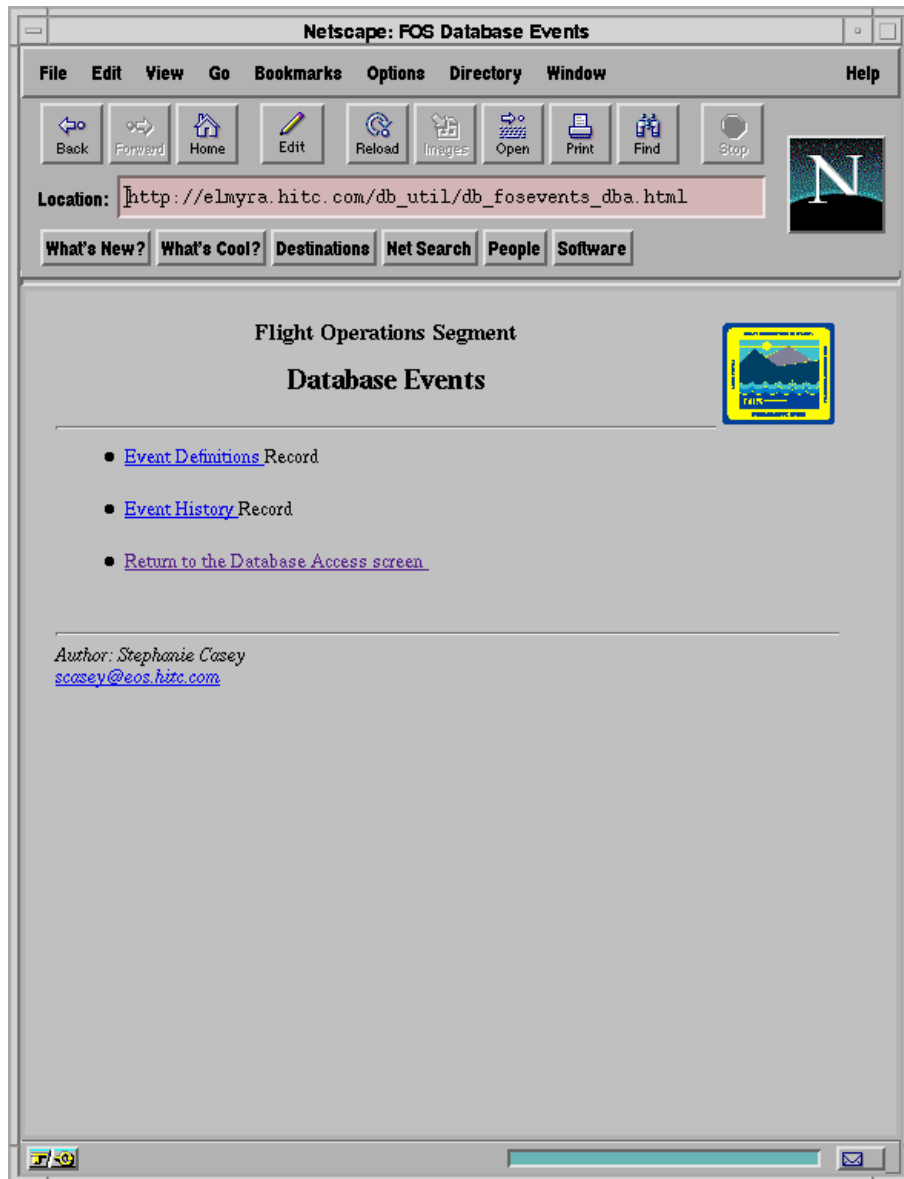 Netscape: FOS Database Events
File Edit View Go Bookmarks Options Directory Window Help
Back Forward Home Edit Reload Images Open Print Find Stop
Location: http://elmyra.hitc.com/db_util/db_fosevents_dba.html
N
What's New? What's Cool? Destinations Net Search People Software
Flight Operations Segment
Database Events
Event Definitions Record
Event History Record
Return to the Database Access screen
Author: Stephanie Casey
scasey@eos.hitc.com